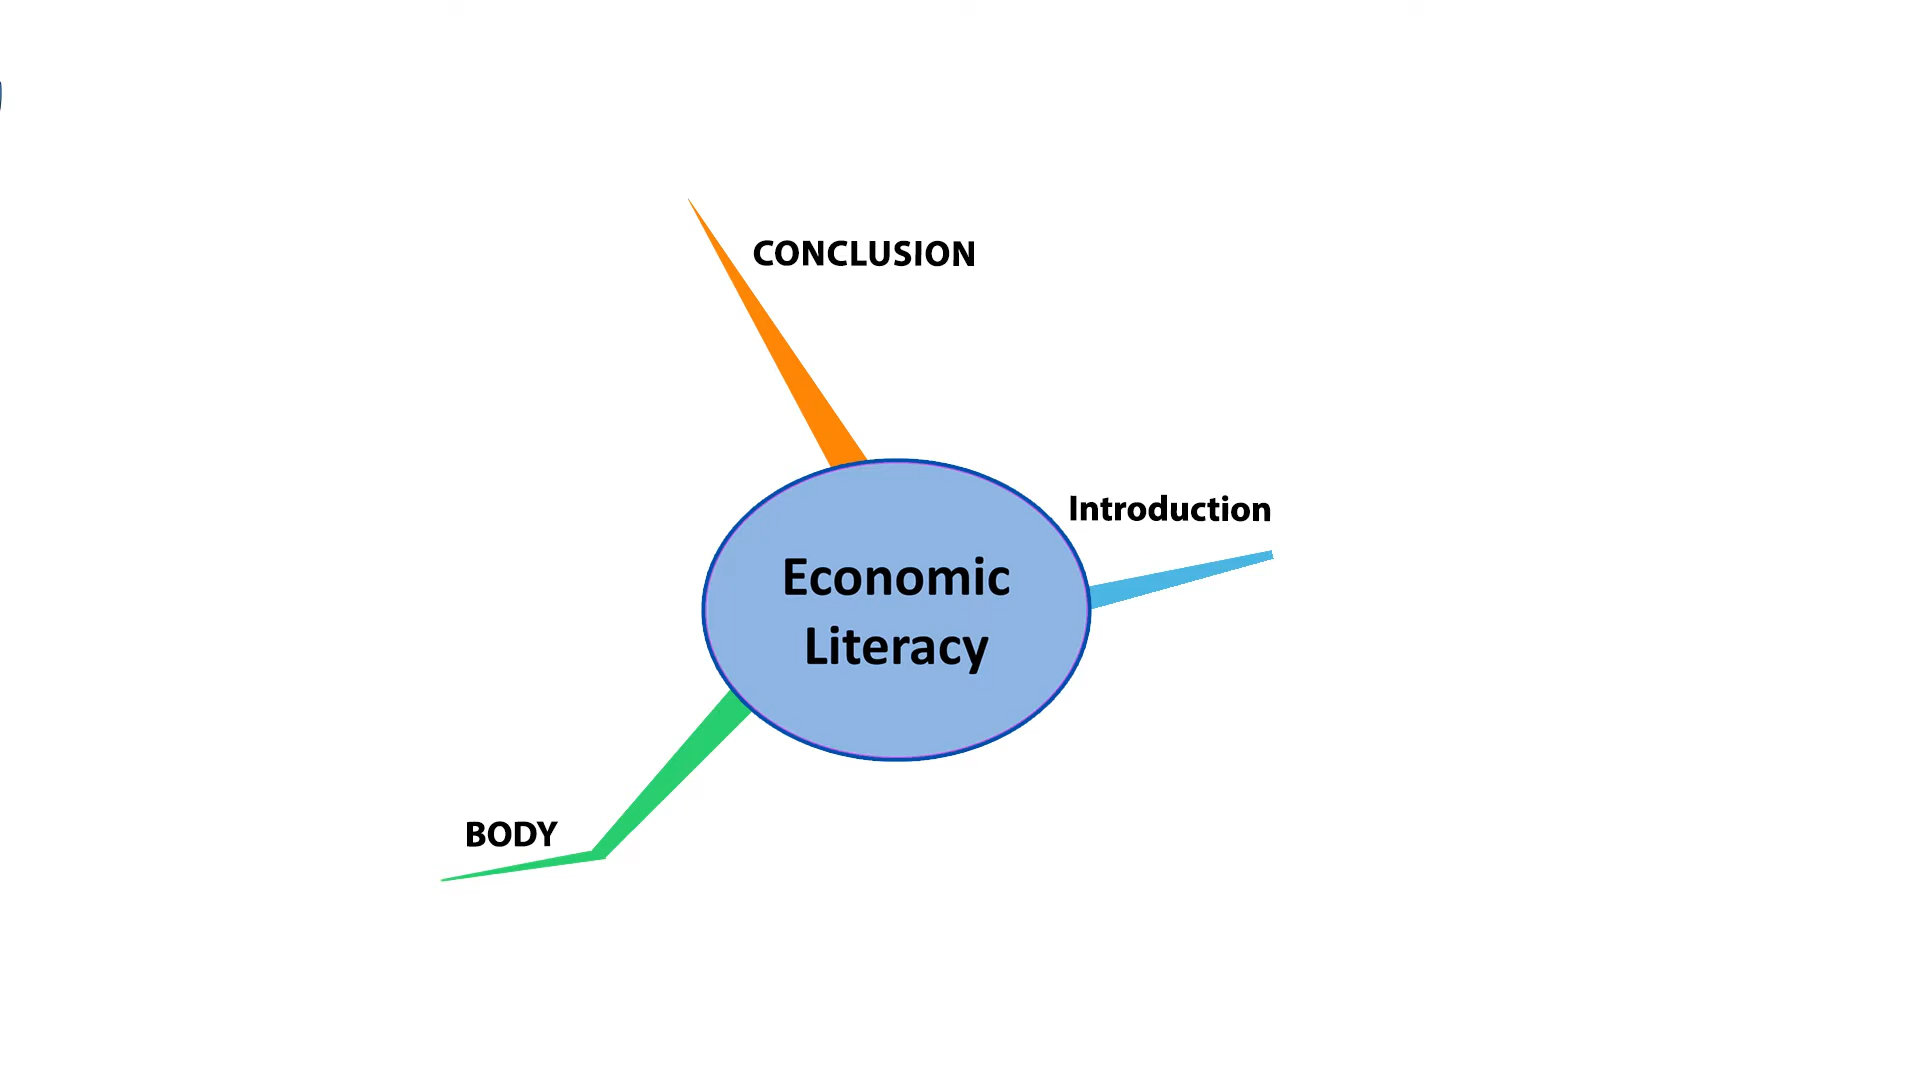 CONCLUSION
Introduction
Economic
Literacy
BODY